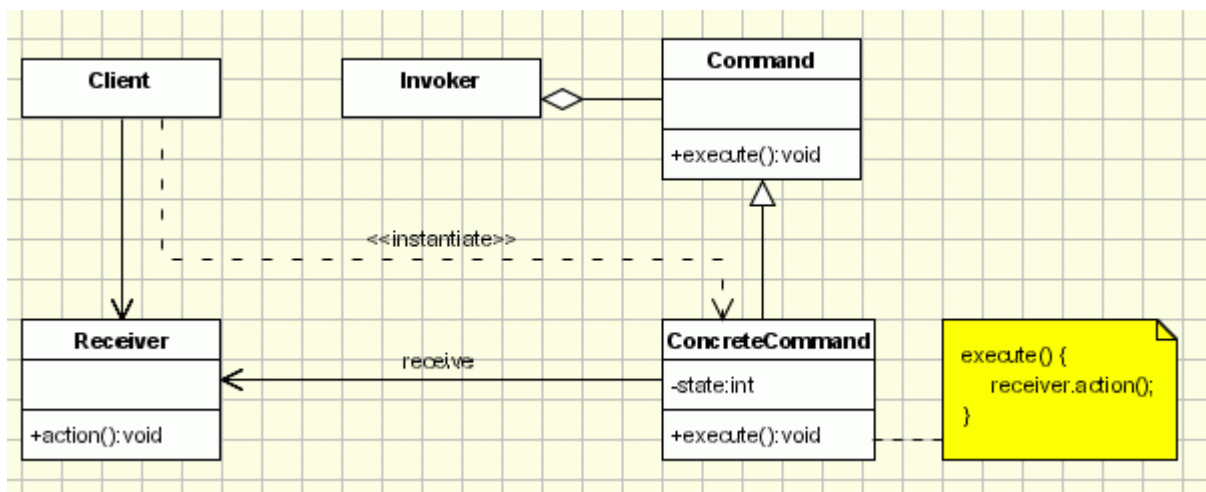 Client
Invoker
Command
+execute():void
<<instantiate>>
Receiver
+action():void
receive
ConcreteCommand
-state:int
+execute():void
execute() {
receiver.action();
}